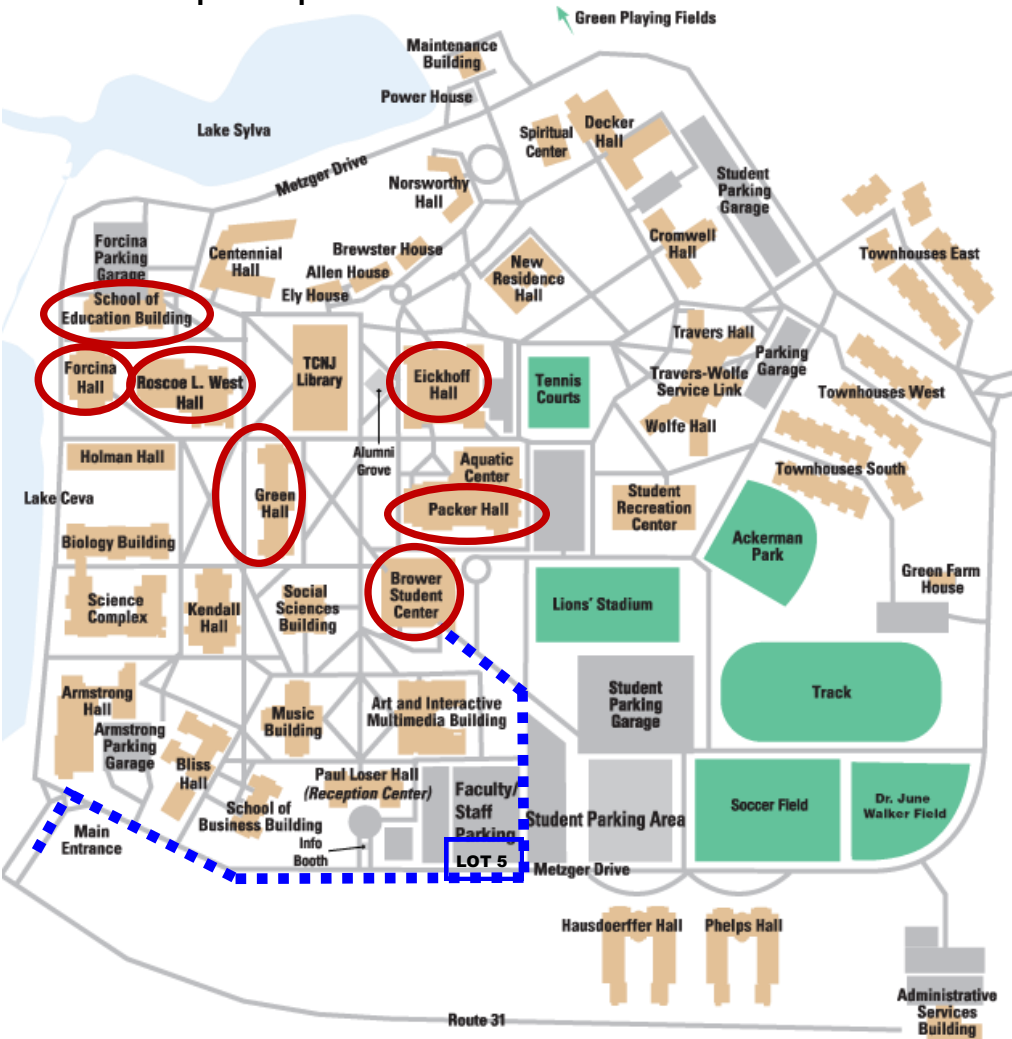 Green Playing Fields
Maintenance
Building
Power House
Lake Sylva
Spiritual
Center
Decker
Hall
Metzger Drive
Norsworthy
Hall
Student
Parking
Garage
Forcina
Parking
Garage
Centennial
Hall
Brewster House
Allen House
Ely House
New
Residence
Hall
Cromwell
Hall
Townhouses East
School of
Education Building
Forcina
Hall
Roscoe L. West
Hall
TCNJ
Library
Eickhoff
Hall
Tennis
Courts
Travers Hall
Travers-Wolfe
Service Link
Wolfe Hall
Parking
Garage
Townhouses West
Alumni
Grove
Holman Hall
Lake Ceva
Green
Hall
Aquatic
Center
Packer Hall
Student
Recreation
Center
Townhouses South
Ackerman
Park
Biology Building
Science
Complex
Kendall
Hall
Social
Sciences
Building
Brower
Student
Center
Lions' Stadium
Green Farm
House
Armstrong
Hall
Armstrong
Parking
Garage
Bliss
Hall
Music
Building
Art and Interactive
Multimedia Building
Student
Parking
Garage
Track
Paul Loser Hall
(Reception Center)
School of
Business Building
Info
Booth
Faculty/
Staff
Parking
LOT 5
Student Parking Area
Soccer Field
Dr. June
Walker Field
Main
Entrance
Metzger Drive
Hausdoerffer Hall
Phelps Hall
Administrative
Services
Building
Route 31